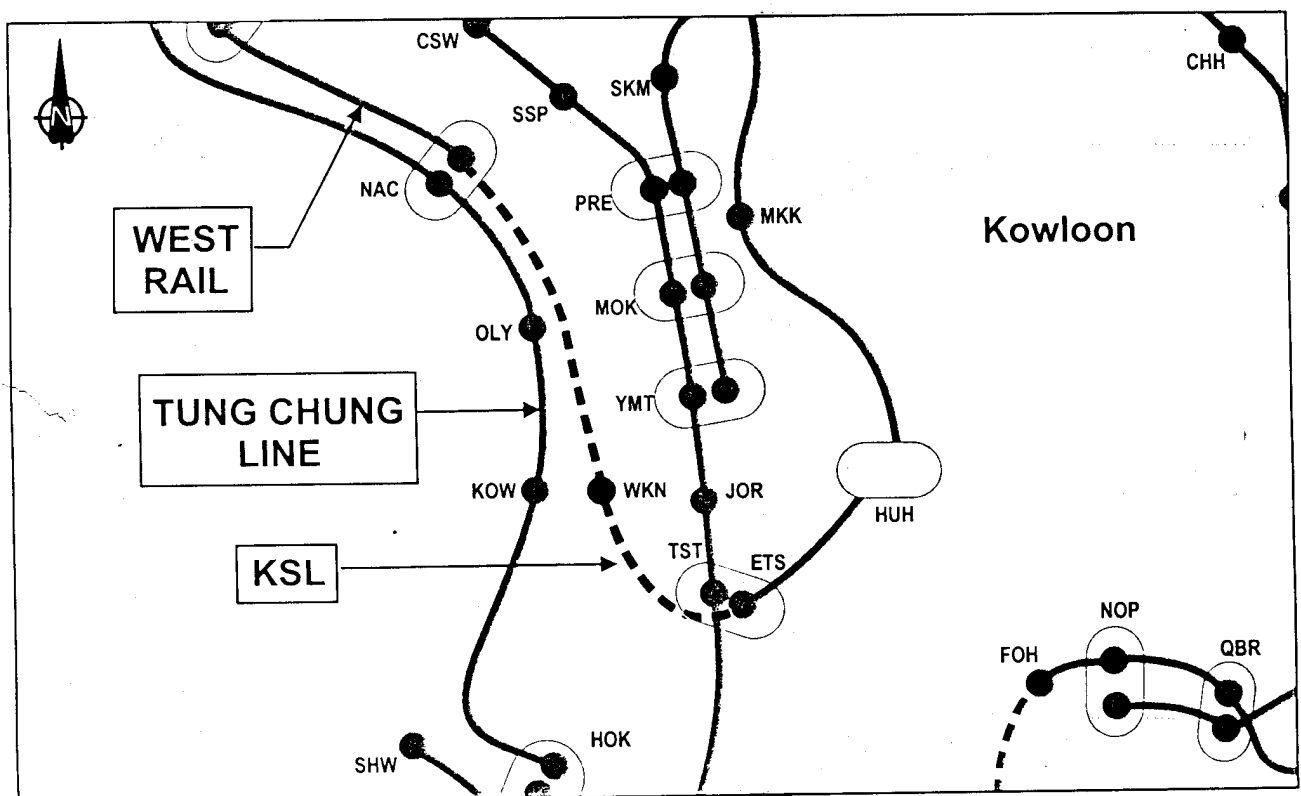 CSW
CHH
SKM
N
SSP
NAC
PRE
MKK
WEST
RAIL
Kowloon
MOK
OLY
TUNG CHUNG
LINE
YMT
KOW
WKN
JOR
HUH
KSL
TST
ETS
NOP
FOH
QBR
HOK
SHW